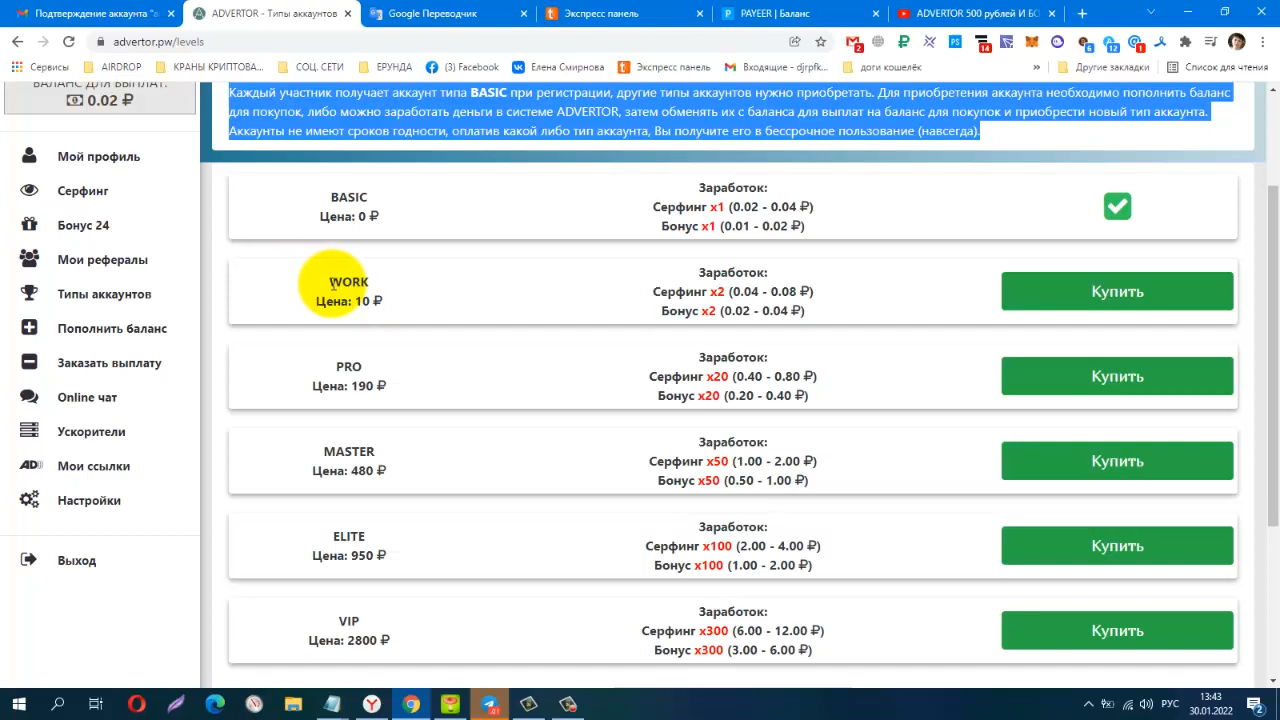 Подтверждение аккаунта "а
ADVERTOR - Типы аккаунтов
Google Переводчик
Экспресс панель
PAYEER | Баланс
ADVERTOR 500 рублей И БО
advertor.pw/levels
2
14
6
12
1
Сервисы
AIRDROP
КРАНЫ КРИПТОВА...
СОЦ. СЕТИ
ЕРУНДА
(3) Facebook
Елена Смирнова
Экспресс панель
Входящие - djrpfk...
доги кошелёк
»
Другие закладки
Список для чтения
БАЛАНС ДЛЯ ВЫПЛАТ:
0.02 ₽
Мой профиль
Серфинг
Бонус 24
Мои рефералы
Типы аккаунтов
Пополнить баланс
Заказать выплату
Online чат
Ускорители
Мои ссылки
Настройки
Выход
Каждый участник получает аккаунт типа BASIC при регистрации, другие типы аккаунтов нужно приобретать. Для приобретения аккаунта необходимо пополнить баланс
для покупок, либо можно заработать деньги в системе ADVERTOR, затем обменять их с баланса для выплат на баланс для покупок и приобрести новый тип аккаунта.
Аккаунты не имеют сроков годности, оплатив какой либо тип аккаунта, Вы получите его в бессрочное пользование (навсегда).
BASIC
Цена: 0 ₽
Заработок:
Серфинг x1 (0.02 - 0.04 ₽)
Бонус x1 (0.01 - 0.02 ₽)
WORK
Цена: 10 ₽
Заработок:
Серфинг x2 (0.04 - 0.08 ₽)
Бонус x2 (0.02 - 0.04 ₽)
Купить
PRO
Цена: 190 ₽
Заработок:
Серфинг x20 (0.40 - 0.80 ₽)
Бонус x20 (0.20 - 0.40 ₽)
Купить
MASTER
Цена: 480 ₽
Заработок:
Серфинг x50 (1.00 - 2.00 ₽)
Бонус x50 (0.50 - 1.00 ₽)
Купить
ELITE
Цена: 950 ₽
Заработок:
Серфинг x100 (2.00 - 4.00 ₽)
Бонус x100 (1.00 - 2.00 ₽)
Купить
VIP
Цена: 2800 ₽
Заработок:
Серфинг x300 (6.00 - 12.00 ₽)
Бонус x300 (3.00 - 6.00 ₽)
Купить
РУС
13:43
30.01.2022
2